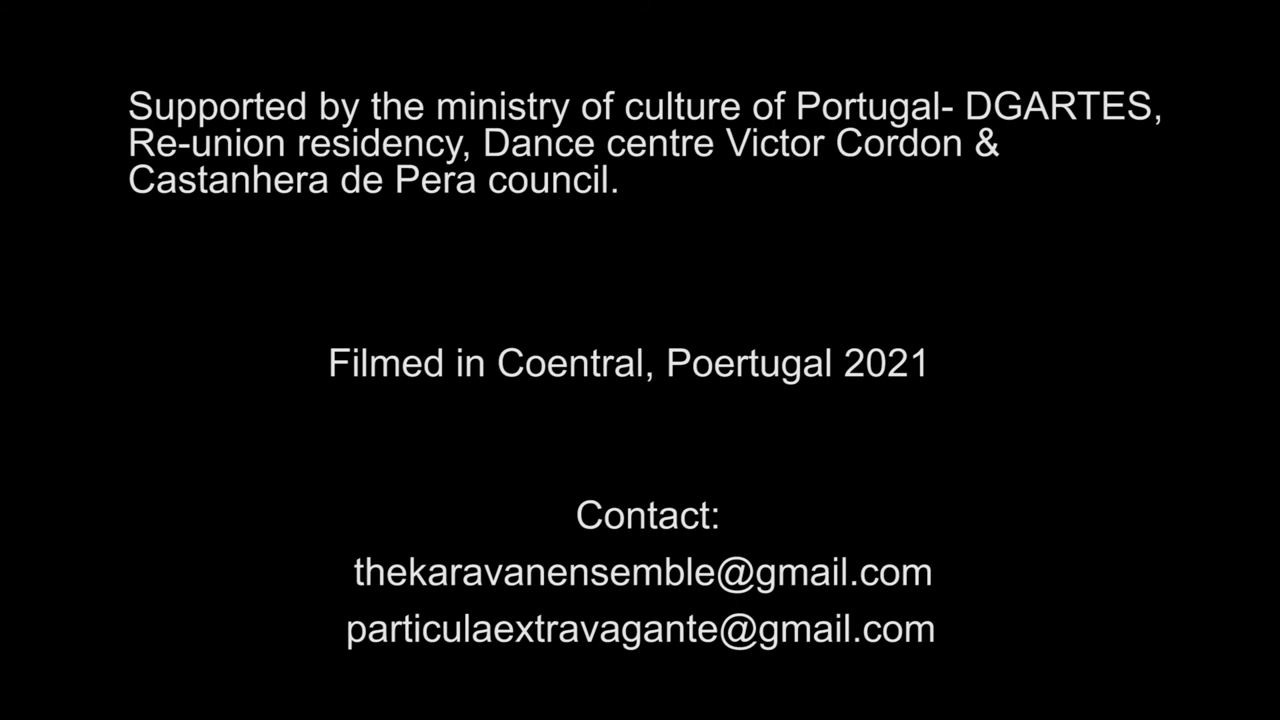 Supported by the ministry of culture of Portugal- DGARTES,
Re-union residency, Dance centre Victor Cordon &
Castanhera de Pera council.
Filmed in Coentral, Poertugal 2021
Contact:
thekaravanensemble@gmail.com
particulaextravagante@gmail.com